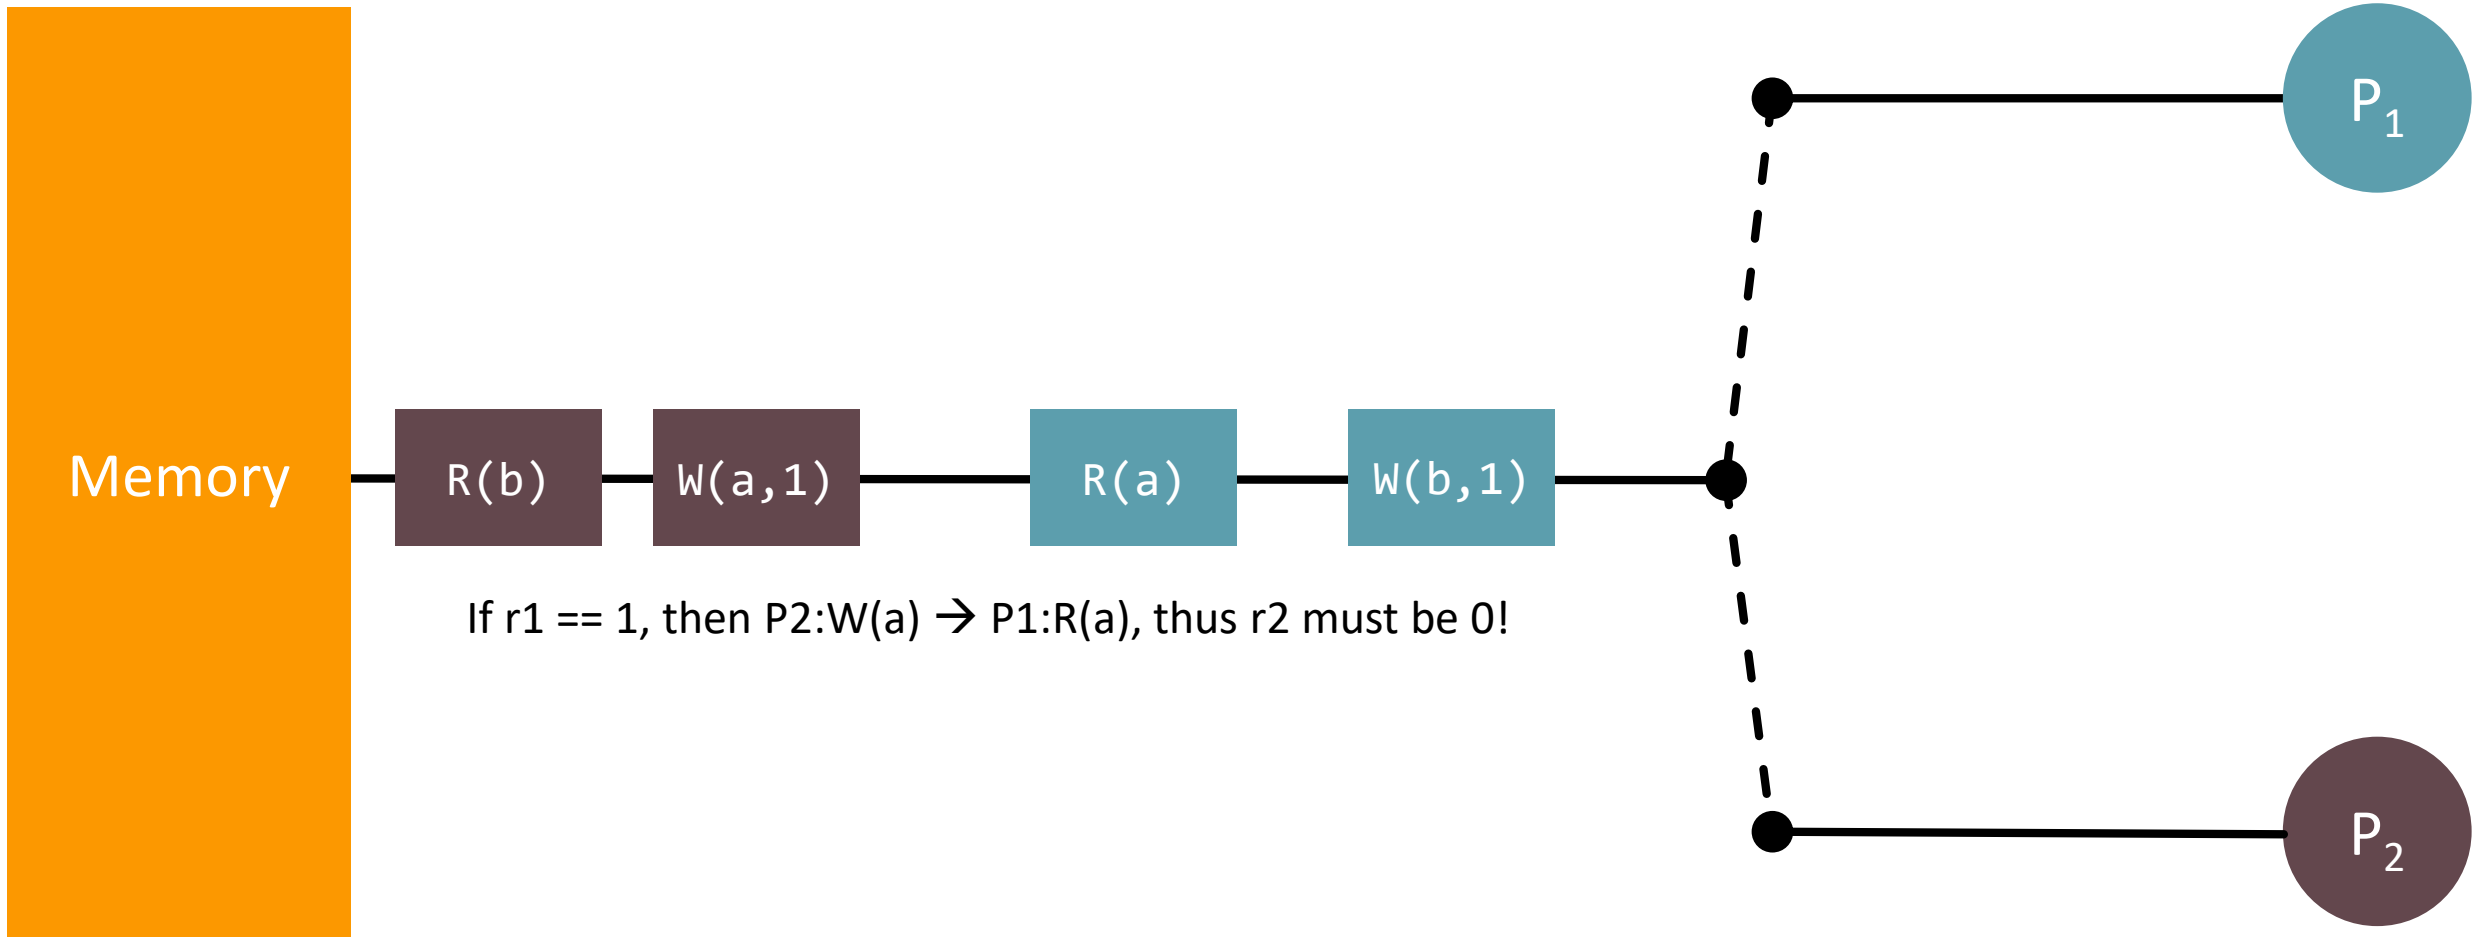 P₁
Memory
R(b)
W(a,1)
R(a)
W(b,1)
If r1 == 1, then P2:W(a) → P1:R(a), thus r2 must be 0!
P₂